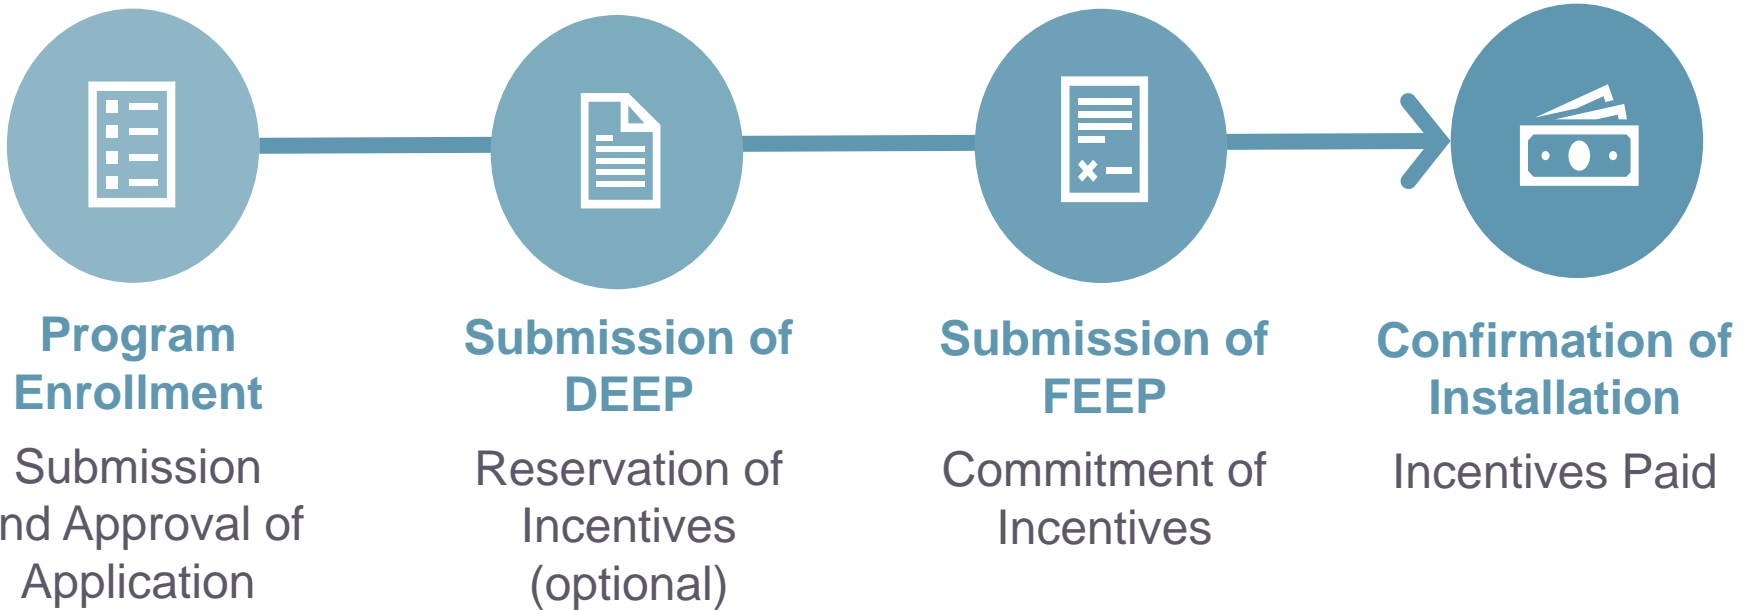 Program
Enrollment
Submission
nd Approval of
Application
Submission of
DEEP
Reservation of
Incentives
(optional)
Submission of
FEEP
Commitment of
Incentives
Confirmation of
Installation
Incentives Paid